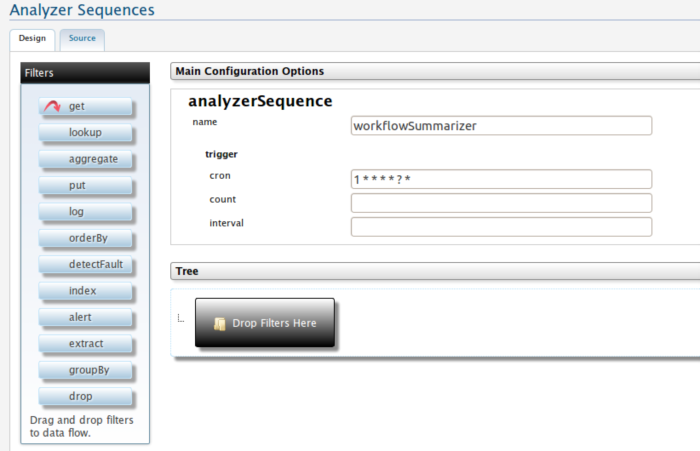 Analyzer Sequences
Design Source
Filters
get
lookup
aggregate
put
log
orderBy
detectFault
index
alert
extract
groupBy
drop
Drag and drop filters
to data flow.
Main Configuration Options
analyzerSequence
name workflowSummarizer
trigger
cron 1 * * * * ? *
count
interval
Tree
Drop Filters Here